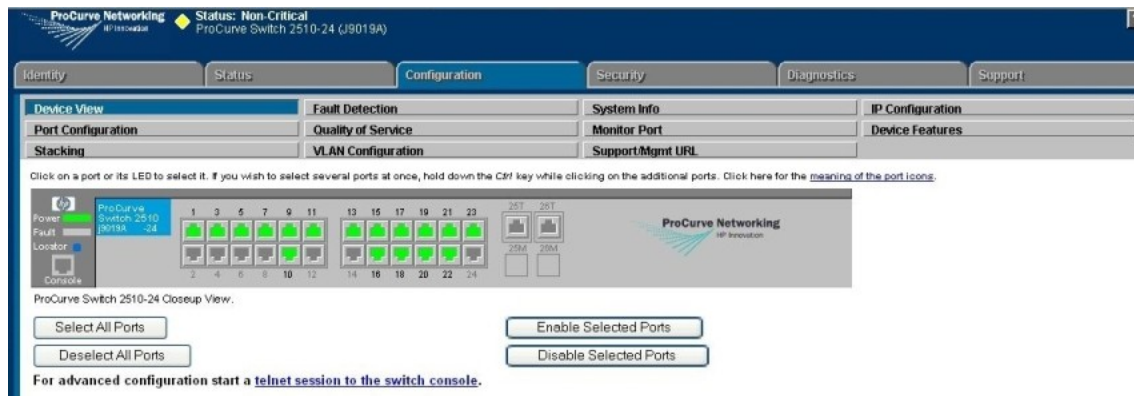 ProCurve Networking
HP Innovation
Status: Non-Critical
ProCurve Switch 2510-24 (J9019A)
Identity Status Configuration Security Diagnostics Support
Device View Fault Detection System Info IP Configuration
Port Configuration Quality of Service Monitor Port Device Features
Stacking VLAN Configuration Support/Mgmt URL
Click on a port or its LED to select it. If you wish to select several ports at once, hold down the Ctrl key while clicking on the additional ports. Click here for the meaning of the port icons.
hp
Power
Fault
Locator
Console
ProCurve
Switch 2510
J9019A -24
1 3 5 7 9 11 13 15 17 19 21 23 25T 26T
25M 26M
2 4 6 8 10 12 14 16 18 20 22 24
ProCurve Networking
HP Innovation
ProCurve Switch 2510-24 Closeup View.
Select All Ports Enable Selected Ports
Deselect All Ports Disable Selected Ports
For advanced configuration start a telnet session to the switch console.